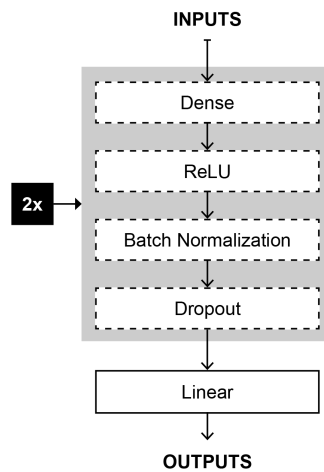 INPUTS
Dense
ReLU
2x
Batch Normalization
Dropout
Linear
OUTPUTS